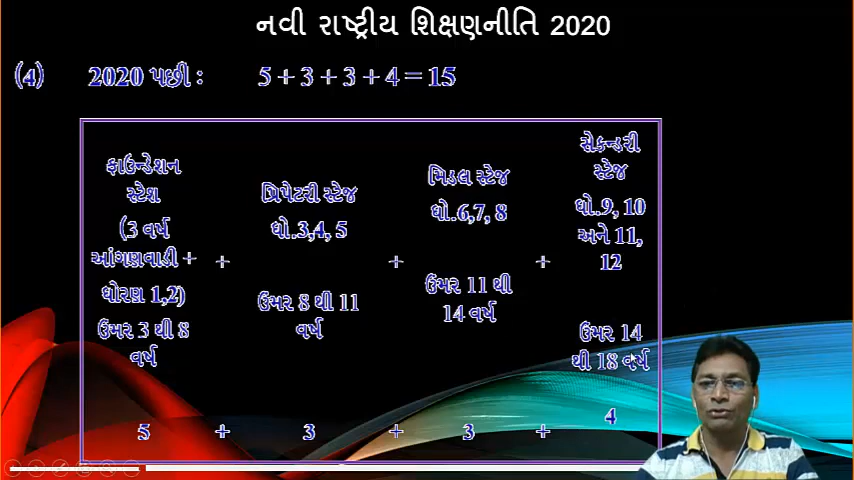 નવી રાષ્ટ્રીય શિક્ષણનીતિ 2020
(4) 2020 પછી : 5 + 3 + 3 + 4 = 15
ફાઉન્ડેશન
સ્ટેશ
(3 વર્ષ
આંગણવાડી +
ધોરણ 1,2)
ઉંમર 3 થી 8
વર્ષ
+
પ્રિપેટરી સ્ટેજ
ધો..3,4, 5
ઉંમર 8 થી 11
વર્ષ
+
મિડલ સ્ટેજ
ધો..6,7, 8
ઉંમર 11 થી
14 વર્ષ
+
સેકન્ડરી
સ્ટેજ
ધો..9, 10
અને 11,
12
ઉંમર 14
થી 18 વર્ષ
5 + 3 + 3 + 4